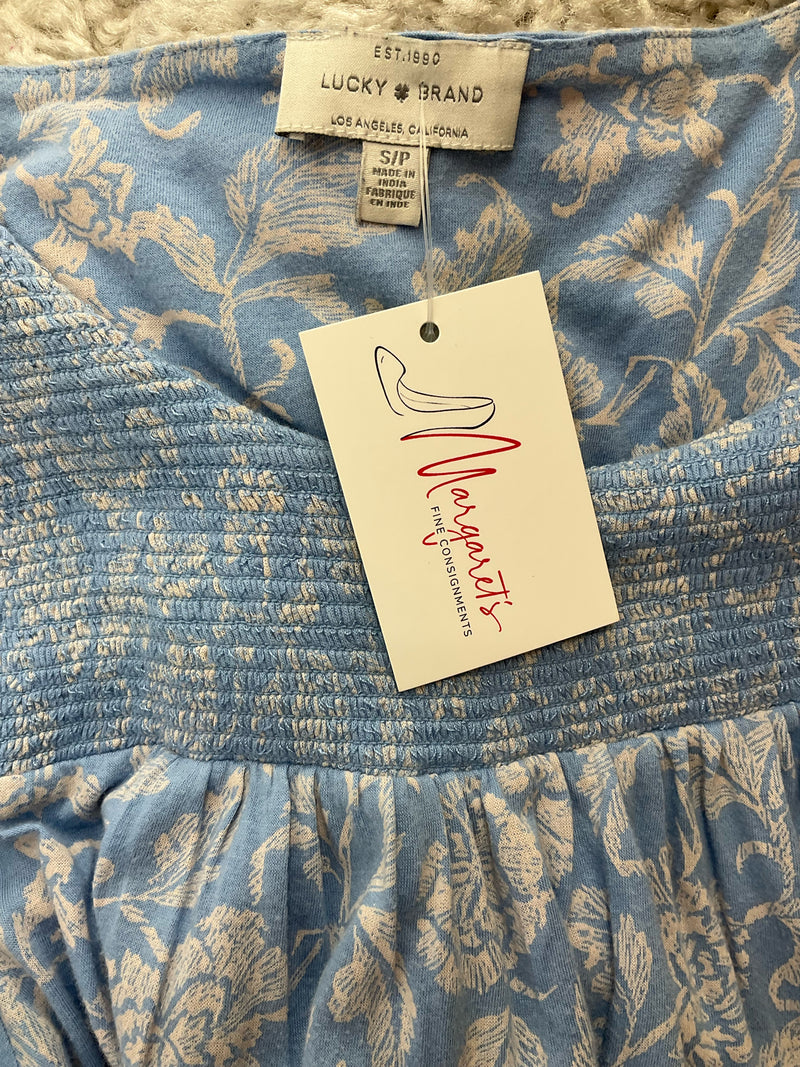 EST.1990
LUCKY BRAND
LOS ANGELES, CALIFORNIA
S/P
MADE IN
INDIA
FABRIQUE
EN INDE
Margaret's
FINE CONSIGNMENTS